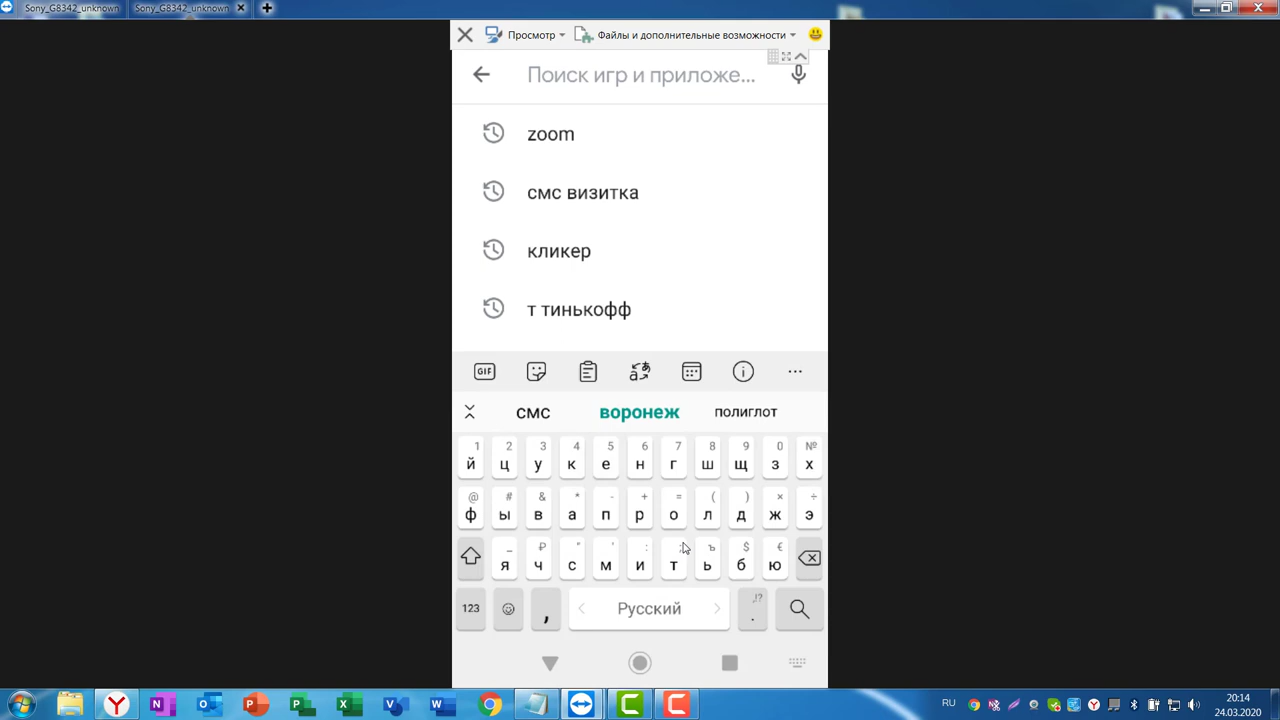 Sony_G8342_unknown Sony_G8342_unknown
Просмотр Файлы и дополнительные возможности
Поиск игр и приложе...
zoom
смс визитка
кликер
т тинькофф
GIF
смс воронеж полиглот
1 2 3 4 5 6 7 8 9 0 №
й ц у к е н г ш щ з х
@ # & * - + = ( ) × ÷
ф ы в а п р о л д ж э
_ ₽ " ' : ; ъ $ €
я ч с м и т ь б ю
,!?
123 , Русский .
RU 20:14
24.03.2020